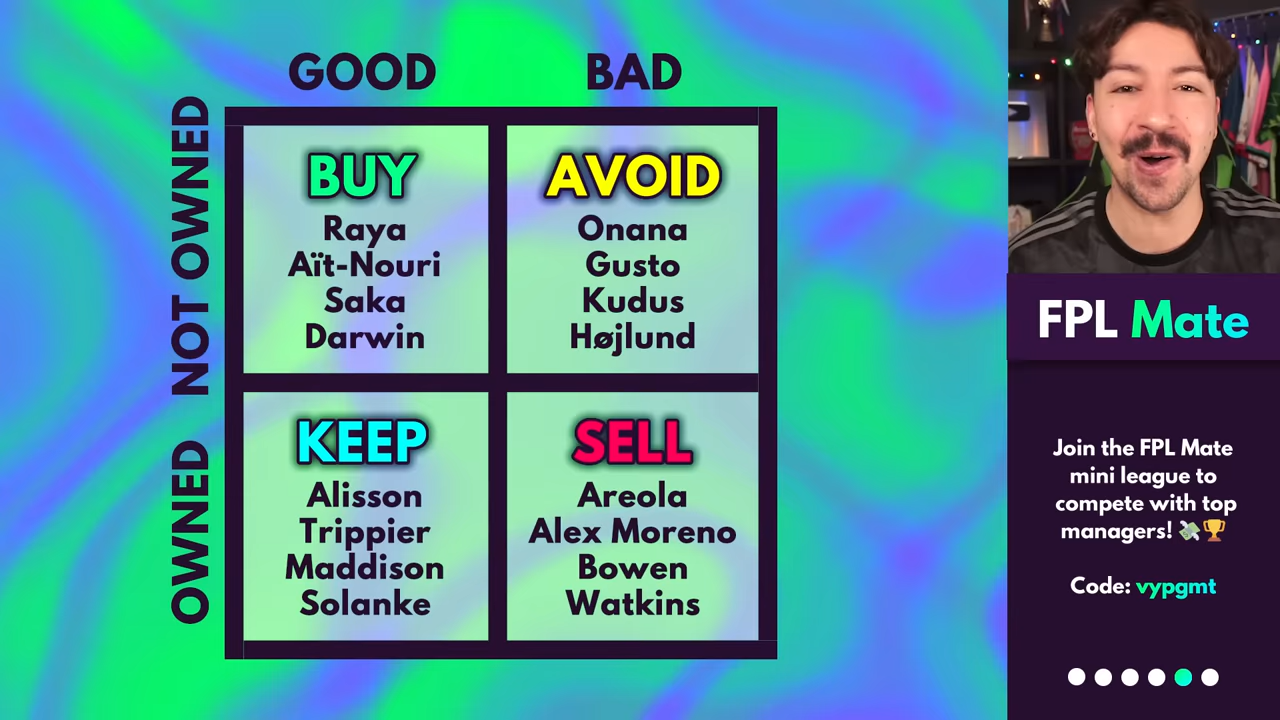 GOOD
BAD
NOT OWNED
BUY
Raya
Aït-Nouri
Saka
Darwin
AVOID
Onana
Gusto
Kudus
Højlund
OWNED
KEEP
Alisson
Trippier
Maddison
Solanke
SELL
Areola
Alex Moreno
Bowen
Watkins
FPL Mate
Join the FPL Mate
mini league to
compete with top
managers! 💸🏆
Code: vypgmt